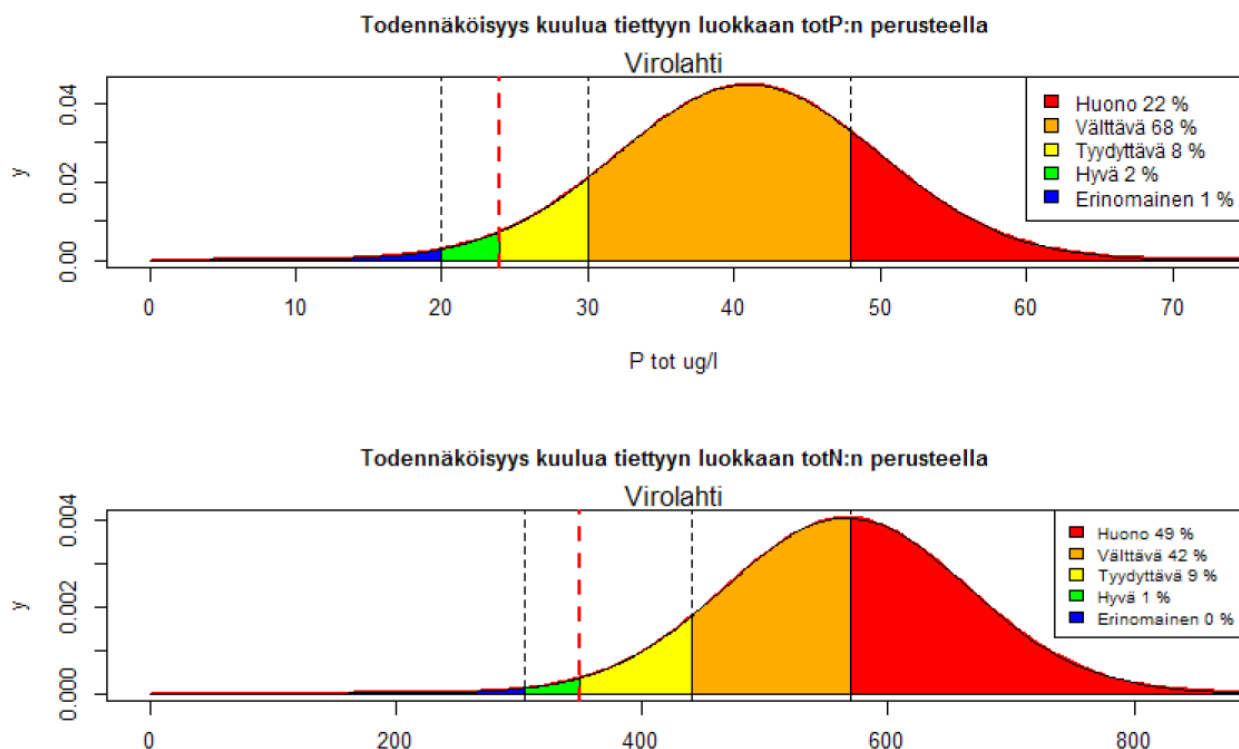 Todennäköisyys kuulua tiettyyn luokkaan totP:n perusteella
Virolahti
y
0.00
0.02
0.04
Huono 22 %
Välttävä 68 %
Tyydyttävä 8 %
Hyvä 2 %
Erinomainen 1 %
0 10 20 30 40 50 60 70
P tot ug/l
Todennäköisyys kuulua tiettyyn luokkaan totN:n perusteella
Virolahti
y
0.000
0.002
0.004
Huono 49 %
Välttävä 42 %
Tyydyttävä 9 %
Hyvä 1 %
Erinomainen 0 %
0 200 400 600 800